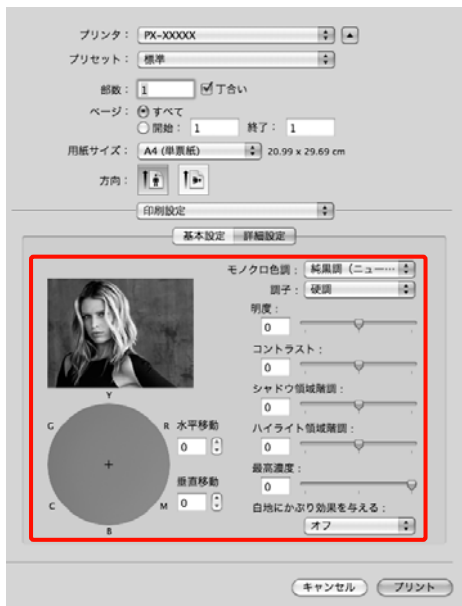 プリンタ： PX-XXXXX
プリセット： 標準
部数： 1 丁合い
ページ： すべて
開始： 1 終了： 1
用紙サイズ： A4 (単票紙) 20.99 x 29.69 cm
方向：
印刷設定
基本設定 詳細設定
モノクロ色調： 純黒調（ニュー…
調子： 硬調
明度：
0
コントラスト：
0
シャドウ領域階調：
0
ハイライト領域階調：
0
最高濃度：
0
白地にかぶり効果を与える：
オフ
Y
G R
C M
B
水平移動
0
垂直移動
0
キャンセル プリント